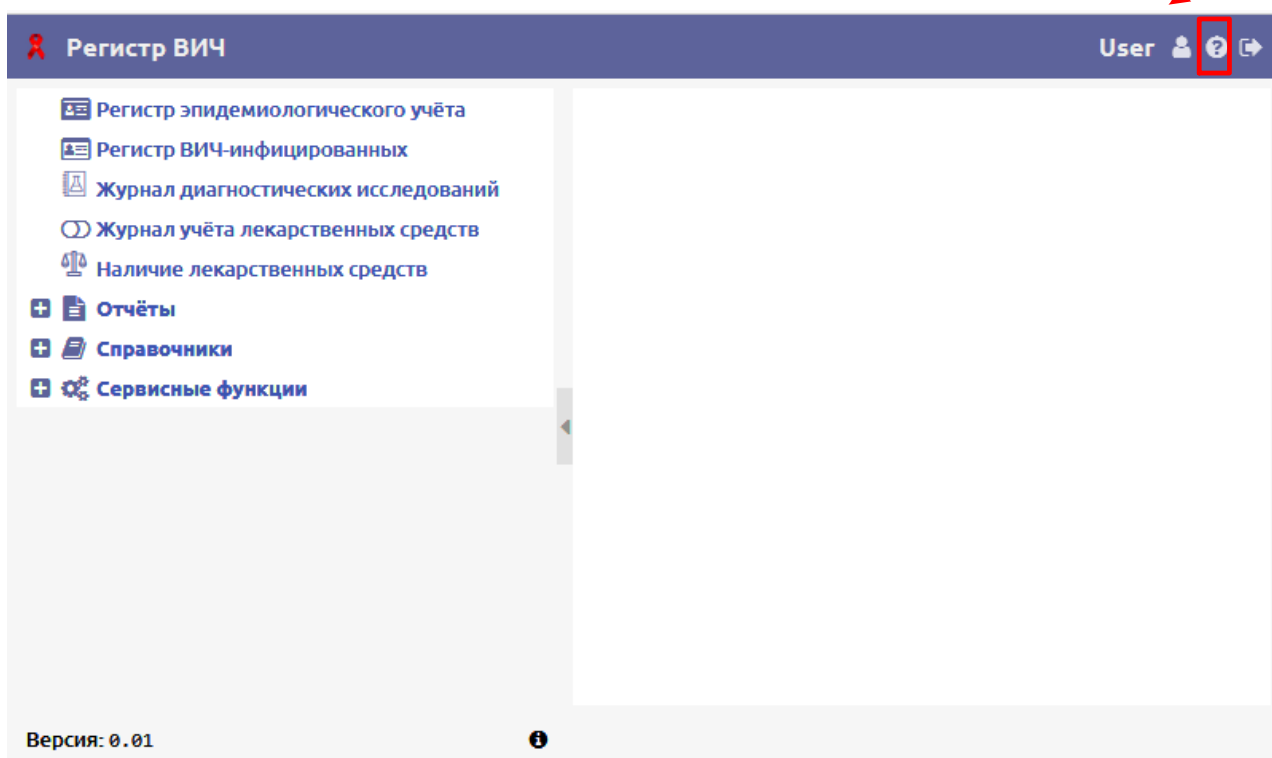 Регистр ВИЧ User
Регистр эпидемиологического учёта
Регистр ВИЧ-инфицированных
Журнал диагностических исследований
Журнал учёта лекарственных средств
Наличие лекарственных средств
Отчёты
Справочники
Сервисные функции
Версия: 0.01